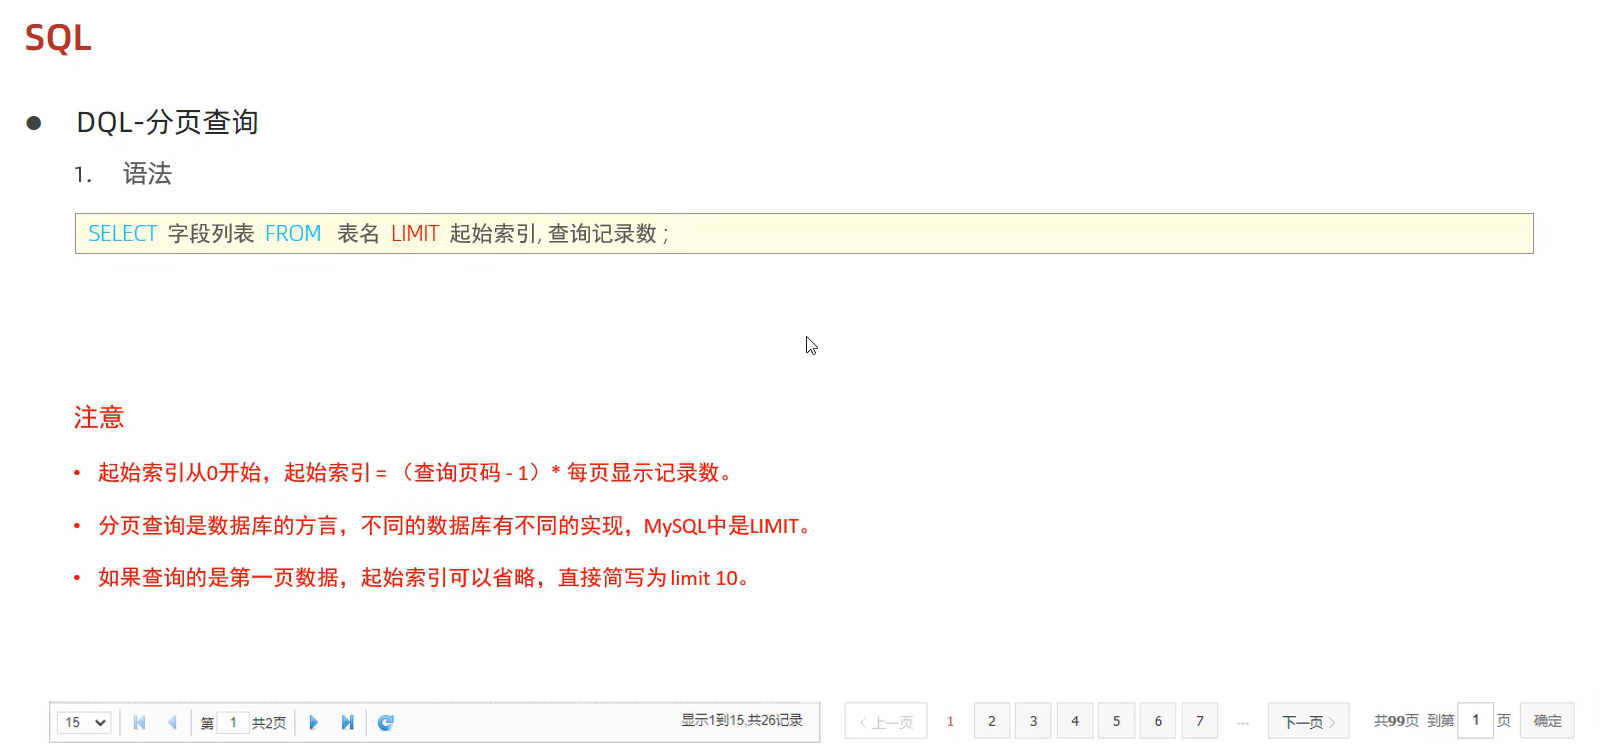 SQL
DQL-分页查询
1. 语法
SELECT 字段列表 FROM 表名 LIMIT 起始索引, 查询记录数 ;
注意
• 起始索引从0开始，起始索引 = （查询页码 - 1）* 每页显示记录数。
• 分页查询是数据库的方言，不同的数据库有不同的实现，MySQL中是LIMIT。
• 如果查询的是第一页数据，起始索引可以省略，直接简写为 limit 10。
15 第 1 共2页 显示1到15,共26记录 < 上一页 1 2 3 4 5 6 7 ... 下一页 > 共99页 到第 1 页 确定